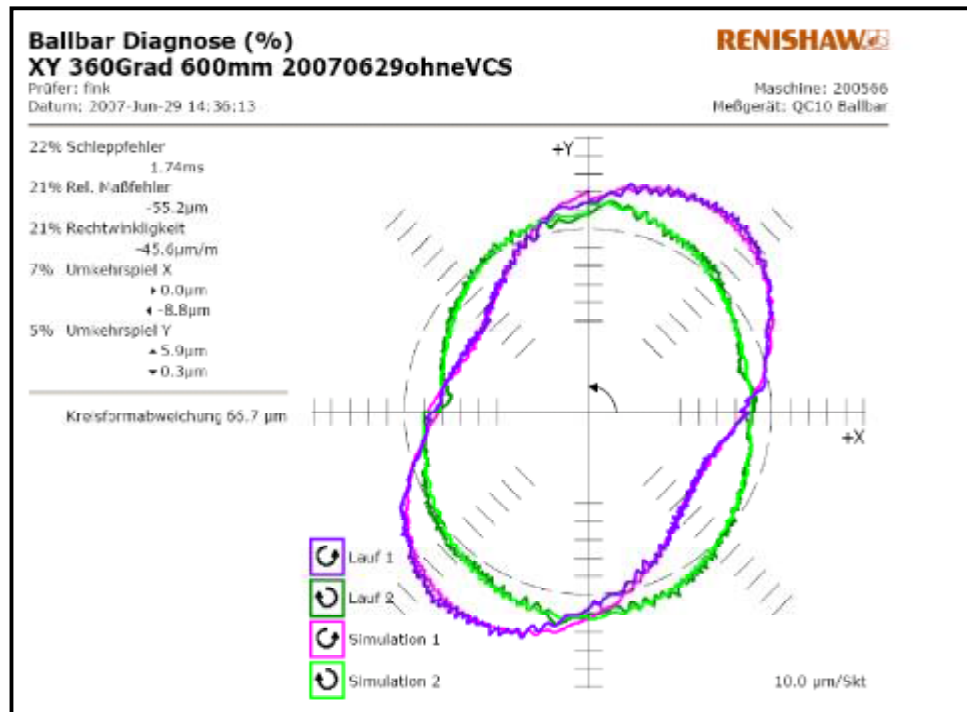 Ballbar Diagnose (%)
RENISHAW
XY 360Grad 600mm 20070629ohneVCS
Prüfer: fink
Maschine: 200566
Datum: 2007-Jun-29 14:36:13
Meßgerät: QC10 Ballbar
22% Schleppfehler
1.74ms
21% Rel. Maßfehler
-55.2µm
21% Rechtwinkligkeit
-45.6µm/m
7% Umkehrspiel X
▸ 0.0µm
◂ -8.8µm
5% Umkehrspiel Y
▴ 5.9µm
▾ 0.3µm
Kreisformabweichung 66.7 µm
+Y
+X
Lauf 1
Lauf 2
Simulation 1
Simulation 2
10.0 µm/Skt